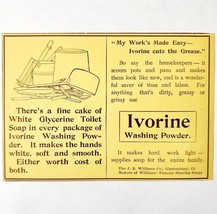 "My Work's Made Easy—
Ivorine cuts the Grease."
So say the housekeepers — it
scours pots and pans and makes
them look like new, and is a wonder-
ful saver of time and labor. For
anything that's dirty, greasy or
grimy use
Ivorine
Washing Powder.
It makes hard work light—
supplies soap for the entire family.
The J. B. Williams Co., Glastonbury, Ct.
Makers of Williams' Famous Shaving Soaps.
There's a fine cake of
White Glycerine Toilet
Soap in every package of
Ivorine Washing Pow-
der. It makes the hands
white, soft and smooth.
Either worth cost of
both.